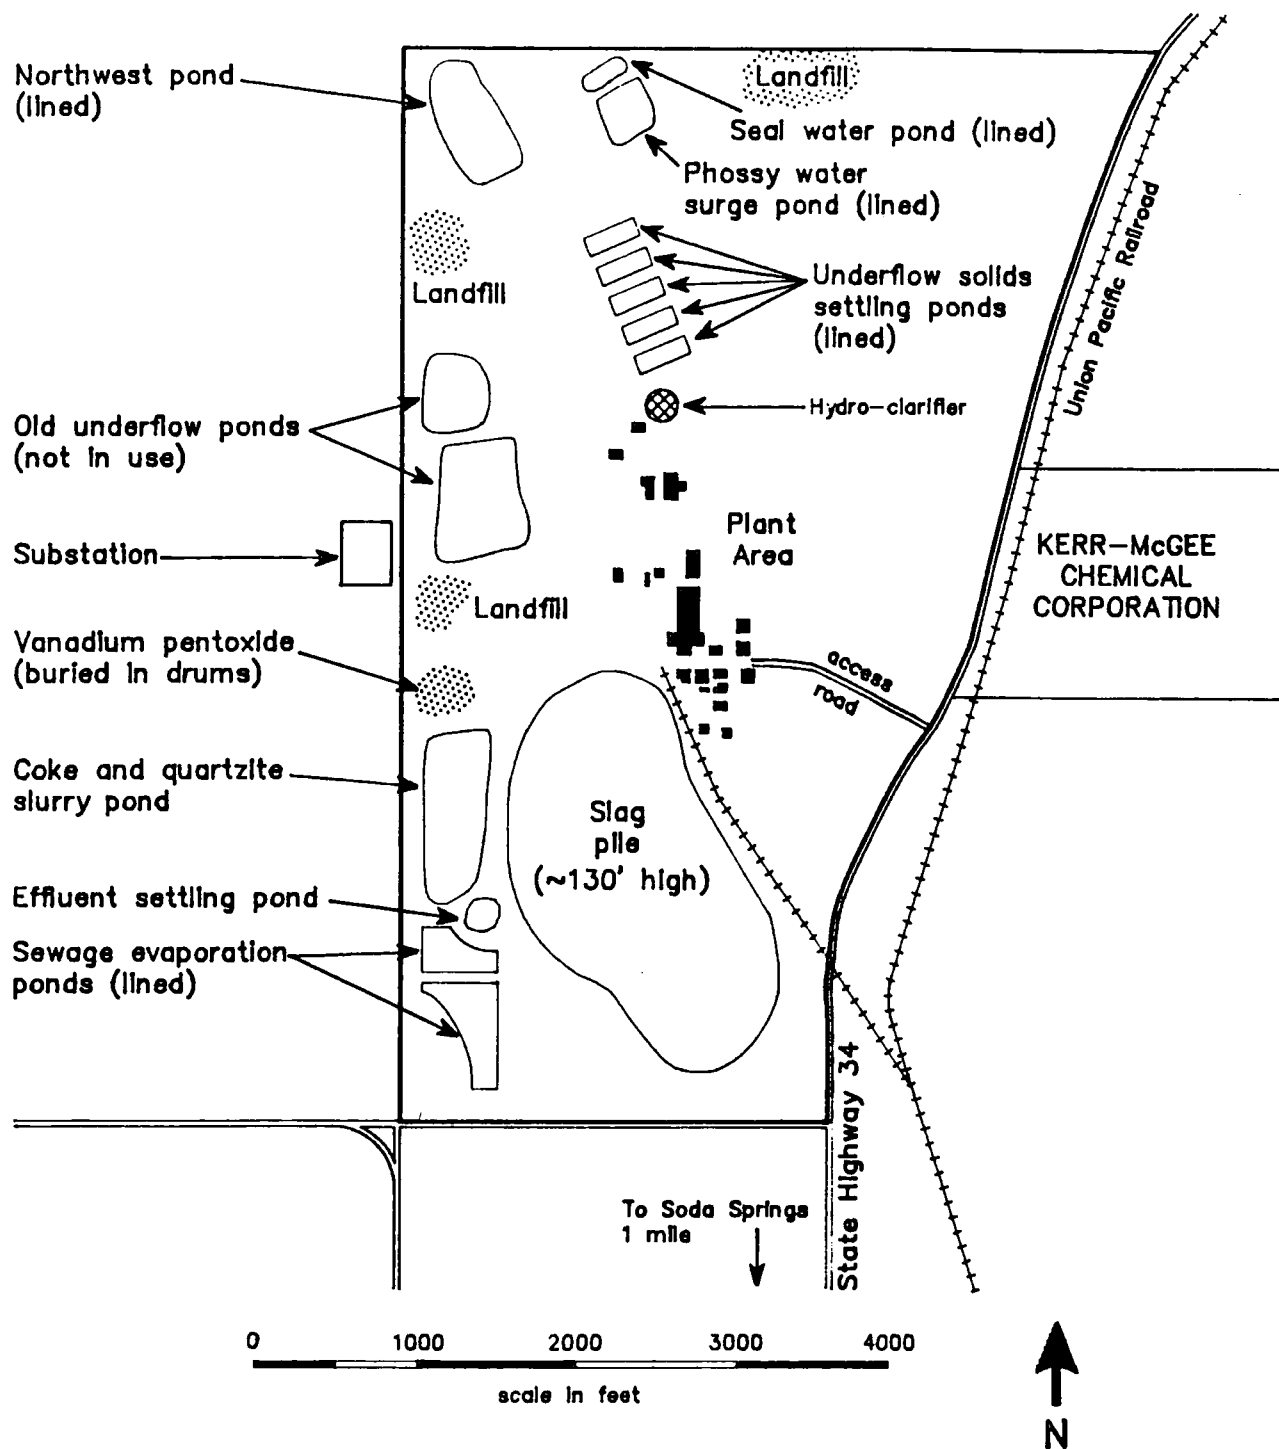 Northwest pond
(lined)
Landfill
Seal water pond (lined)
Phossy water
surge pond (lined)
Landfill
Underflow solids
settling ponds
(lined)
Union Pacific Railroad
Hydro-clarifier
Old underflow ponds
(not in use)
Plant
Area
Substation
KERR-McGEE
CHEMICAL
CORPORATION
Landfill
Vanadium pentoxide
(buried in drums)
access
road
Coke and quartzite
slurry pond
Slag
pile
(~130' high)
Effluent settling pond
Sewage evaporation
ponds (lined)
State Highway 34
To Soda Springs
1 mile
0 1000 2000 3000 4000
scale in feet
N